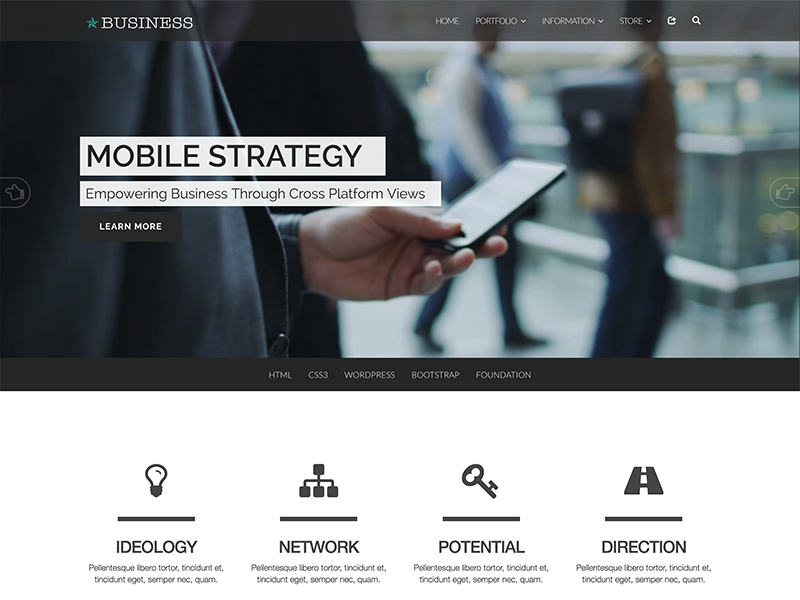 BUSINESS
HOME PORTFOLIO INFORMATION STORE
MOBILE STRATEGY
Empowering Business Through Cross Platform Views
LEARN MORE
HTML CSS3 WORDPRESS BOOTSTRAP FOUNDATION
IDEOLOGY
Pellentesque libero tortor, tincidunt et,
tincidunt eget, semper nec, quam.
NETWORK
Pellentesque libero tortor, tincidunt et,
tincidunt eget, semper nec, quam.
POTENTIAL
Pellentesque libero tortor, tincidunt et,
tincidunt eget, semper nec, quam.
DIRECTION
Pellentesque libero tortor, tincidunt et,
tincidunt eget, semper nec, quam.